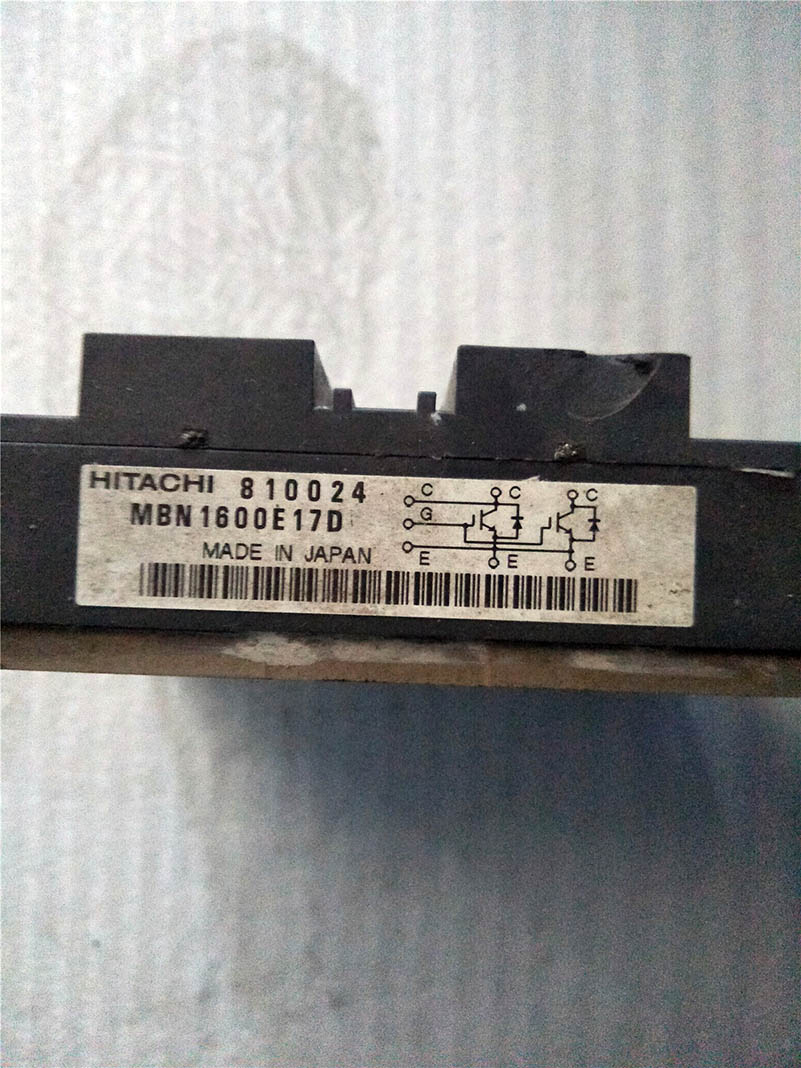 HITACHI 810024
MBN1600E17D
MADE IN JAPAN
C C C
G
E E E